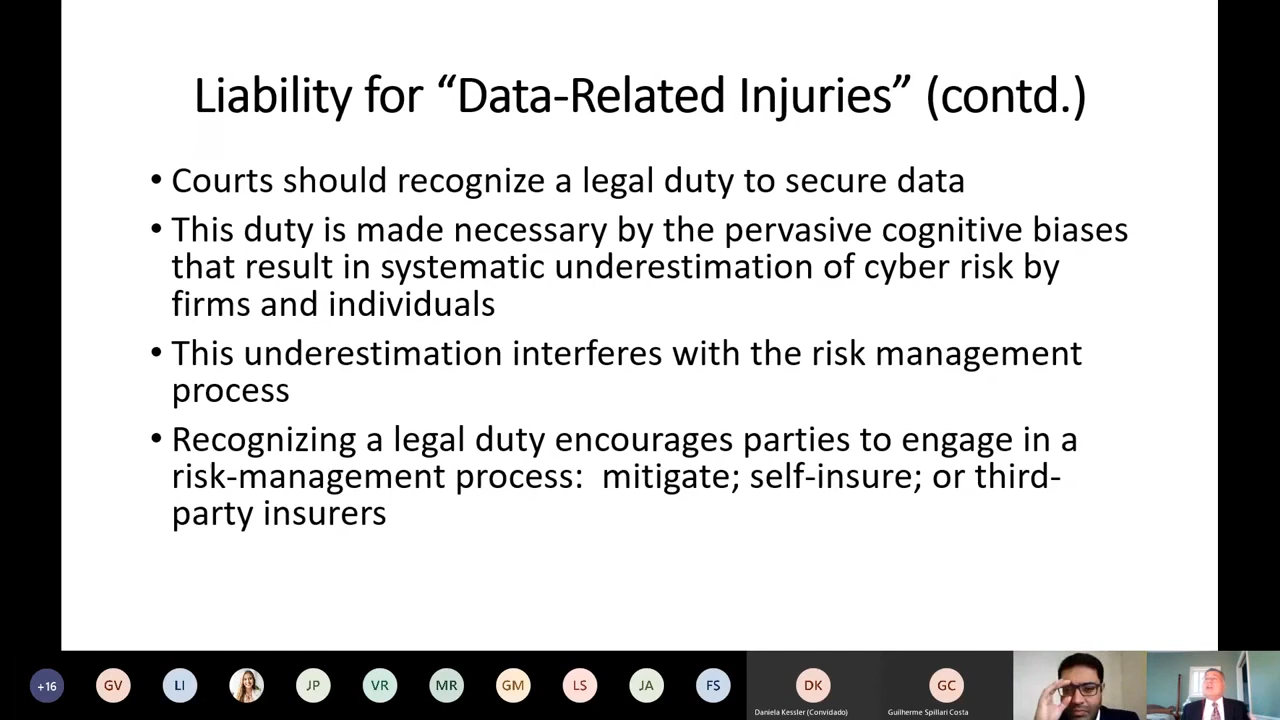 Liability for “Data-Related Injuries” (contd.)
• Courts should recognize a legal duty to secure data
• This duty is made necessary by the pervasive cognitive biases
that result in systematic underestimation of cyber risk by
firms and individuals
• This underestimation interferes with the risk management
process
• Recognizing a legal duty encourages parties to engage in a
risk-management process:  mitigate; self-insure; or third-
party insurers
+16 GV LI JP VR MR GM LS JA FS DK GC
Daniela Kessler (Convidado) Guilherme Spillari Costa